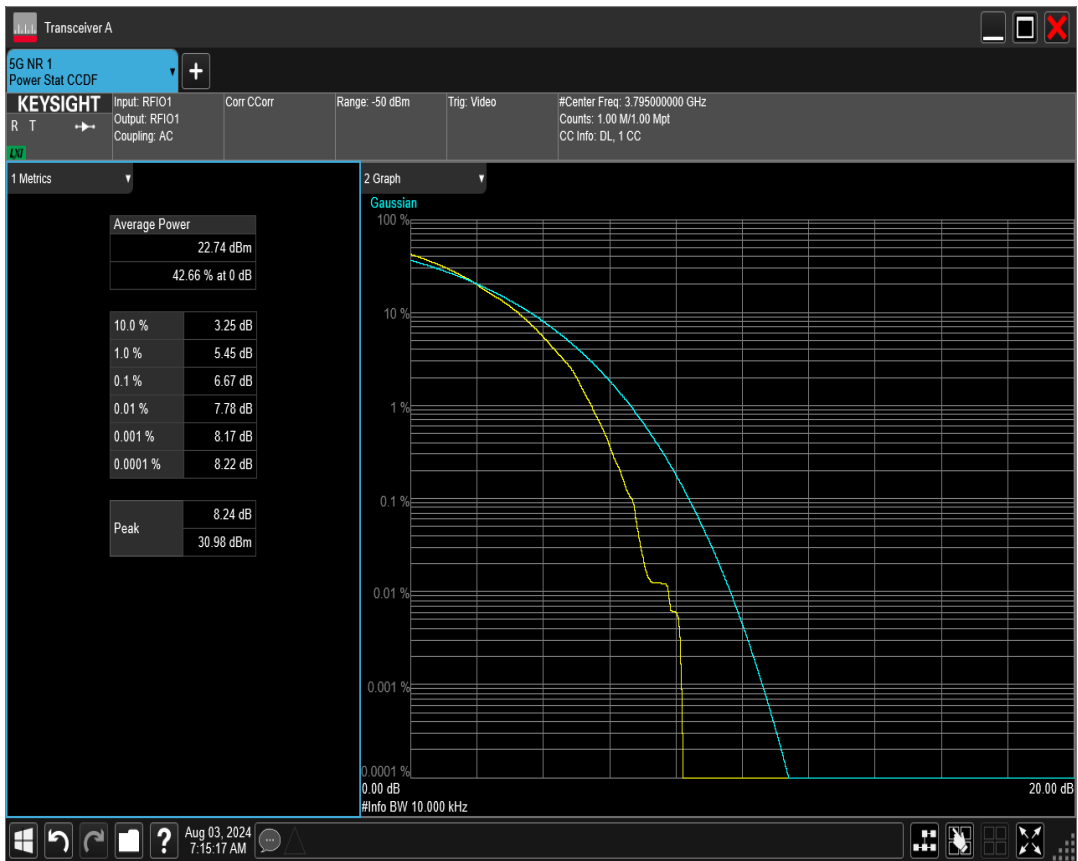 Transceiver A
5G NR 1
Power Stat CCDF
+
KEYSIGHT
R T
LXI
Input: RFIO1
Output: RFIO1
Coupling: AC
Corr CCorr
Range: -50 dBm
Trig: Video
#Center Freq: 3.795000000 GHz
Counts: 1.00 M/1.00 Mpt
CC Info: DL, 1 CC
1 Metrics
Average Power
22.74 dBm
42.66 % at 0 dB
10.0 % 3.25 dB
1.0 % 5.45 dB
0.1 % 6.67 dB
0.01 % 7.78 dB
0.001 % 8.17 dB
0.0001 % 8.22 dB
Peak 8.24 dB
30.98 dBm
2 Graph
Gaussian
100 %
10 %
1 %
0.1 %
0.01 %
0.001 %
0.0001 %
0.00 dB 20.00 dB
#Info BW 10.000 kHz
?
Aug 03, 2024
7:15:17 AM